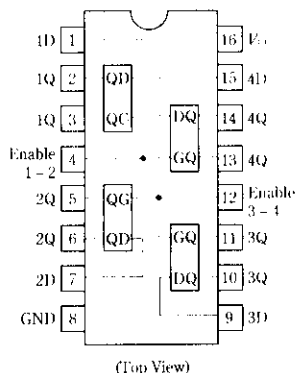 1D 1 16 Vcc
1Q 2 QD 15 4D
1Q 3 QC DQ 14 4Q
Enable 1–2 4 GQ 13 4Q
2Q 5 QG 12 Enable 3–4
2Q 6 QD GQ 11 3Q
2D 7 DQ 10 3Q
GND 8 9 3D
(Top View)